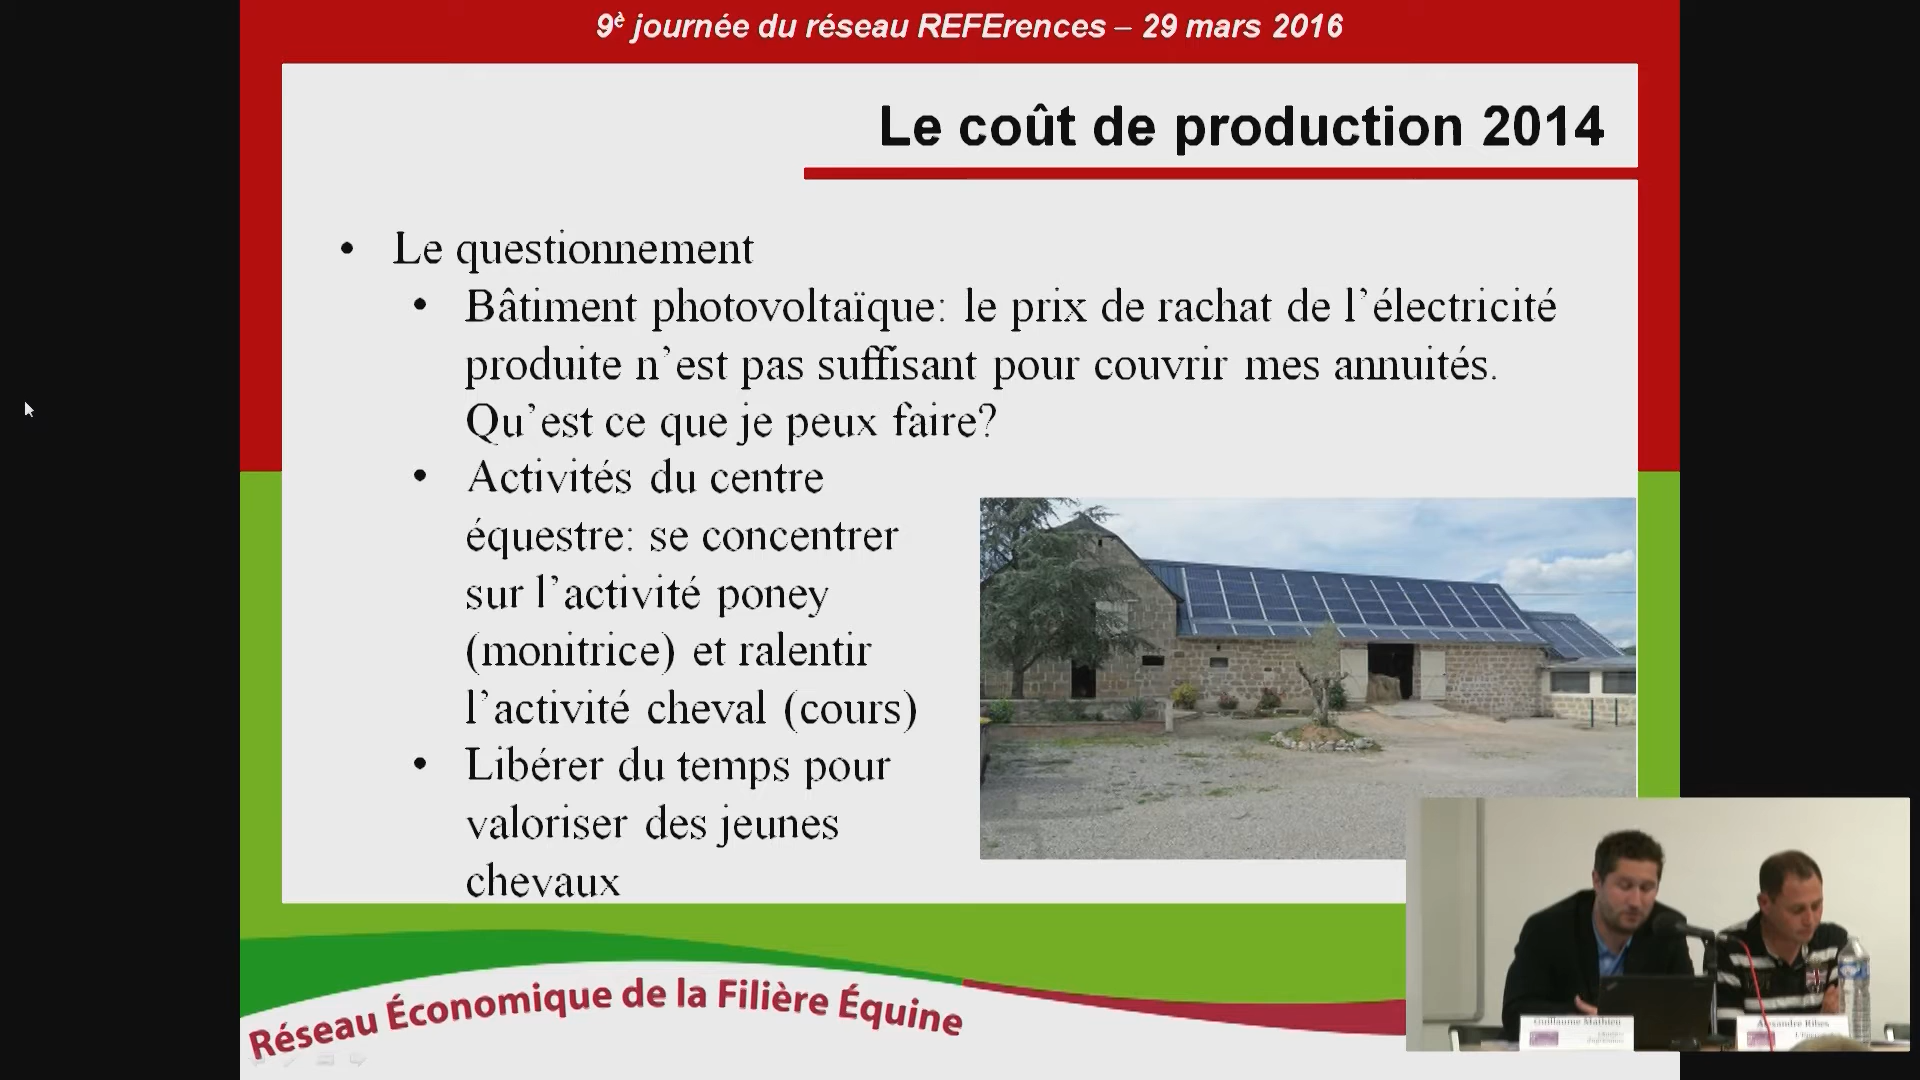 9è journée du réseau REFErences – 29 mars 2016
Le coût de production 2014
• Le questionnement
• Bâtiment photovoltaïque: le prix de rachat de l’électricité
produite n’est pas suffisant pour couvrir mes annuités.
Qu’est ce que je peux faire?
• Activités du centre
équestre: se concentrer
sur l’activité poney
(monitrice) et ralentir
l’activité cheval (cours)
• Libérer du temps pour
valoriser des jeunes
chevaux
Réseau Économique de la Filière Équine
Guillaume Mathieu
Alexandre Ribes